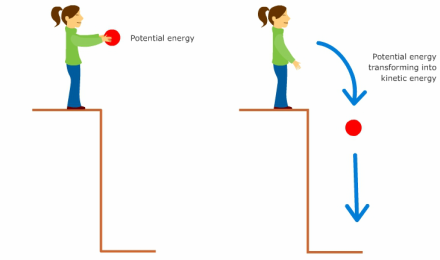 Potential energy
Potential energy
transforming into
kinetic energy